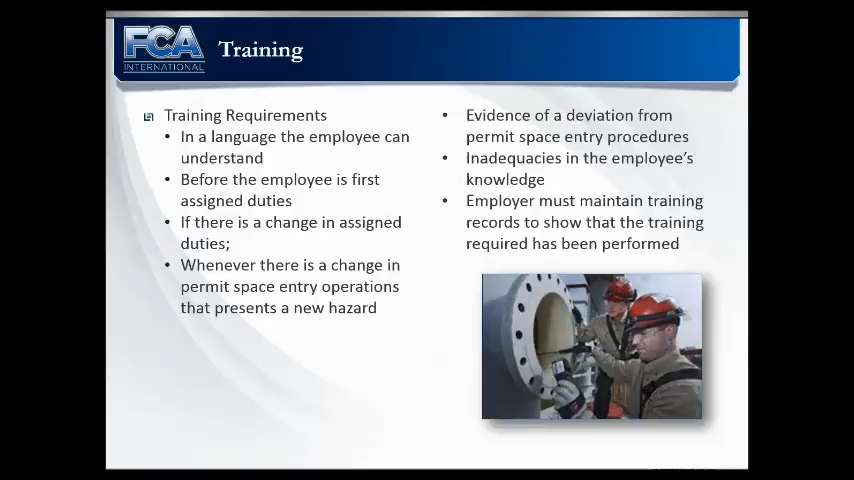 FCA
INTERNATIONAL
Training
Training Requirements
• In a language the employee can
understand
• Before the employee is first
assigned duties
• If there is a change in assigned
duties;
• Whenever there is a change in
permit space entry operations
that presents a new hazard
• Evidence of a deviation from
permit space entry procedures
• Inadequacies in the employee's
knowledge
• Employer must maintain training
records to show that the training
required has been performed